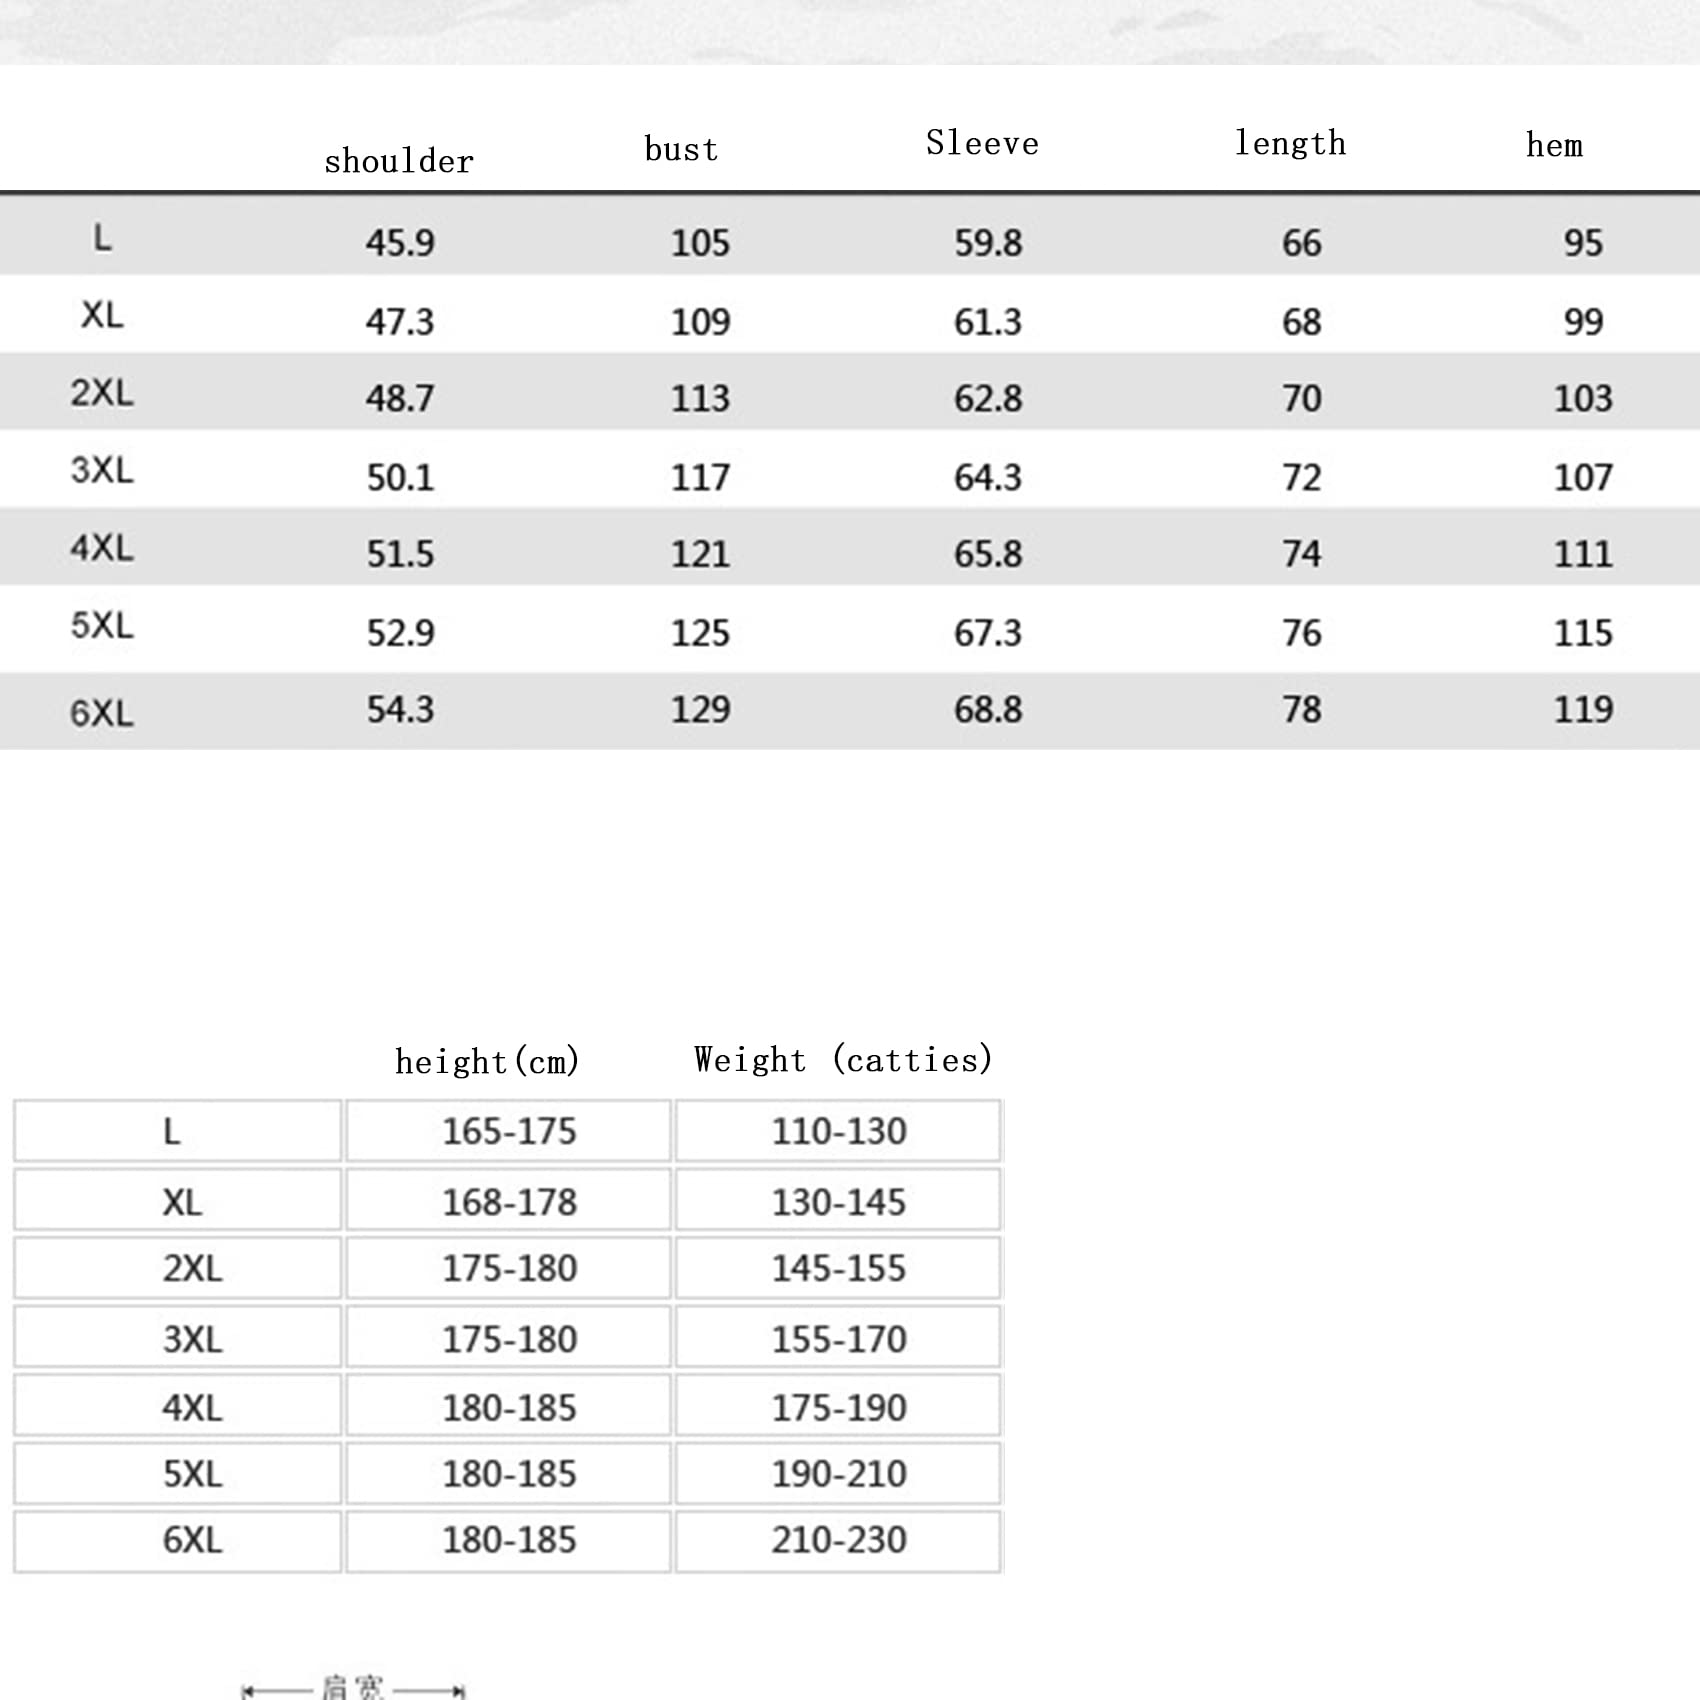 shoulder bust Sleeve length hem
L 45.9 105 59.8 66 95
XL 47.3 109 61.3 68 99
2XL 48.7 113 62.8 70 103
3XL 50.1 117 64.3 72 107
4XL 51.5 121 65.8 74 111
5XL 52.9 125 67.3 76 115
6XL 54.3 129 68.8 78 119
height(cm) Weight (catties)
L 165-175 110-130
XL 168-178 130-145
2XL 175-180 145-155
3XL 175-180 155-170
4XL 180-185 175-190
5XL 180-185 190-210
6XL 180-185 210-230
肩宽